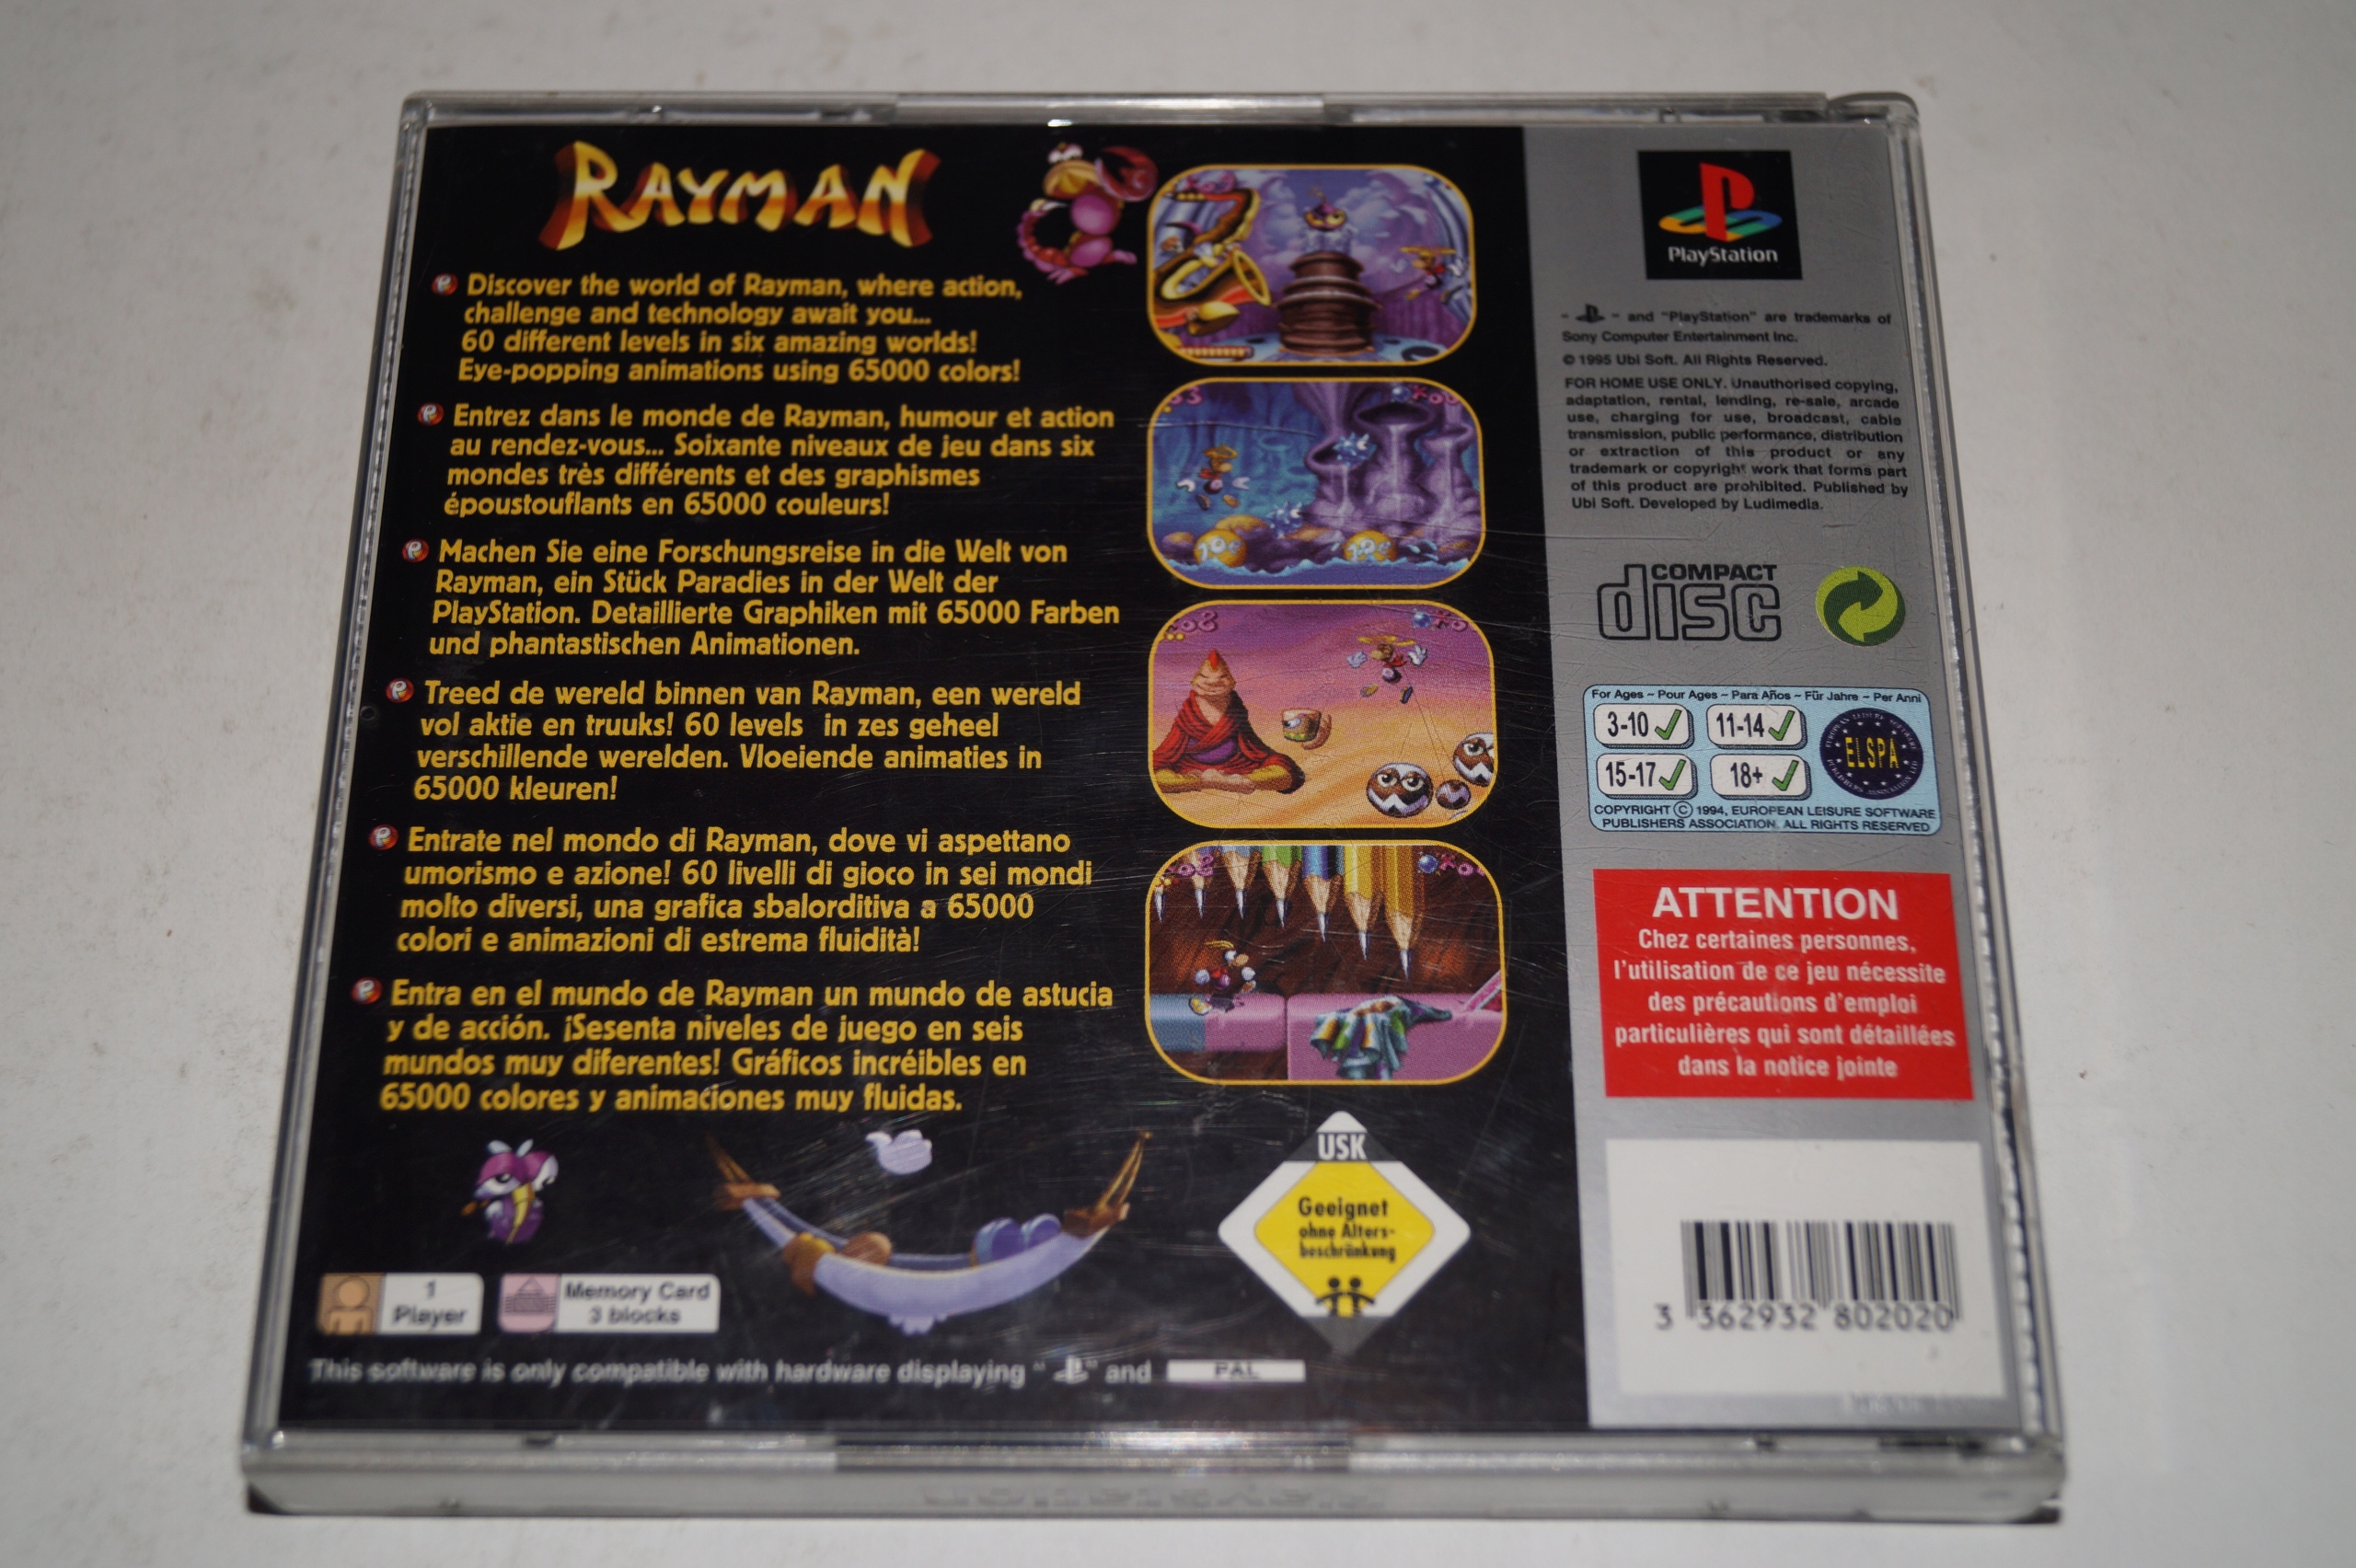 RAYMAN
Discover the world of Rayman, where action,
challenge and technology await you...
60 different levels in six amazing worlds!
Eye-popping animations using 65000 colors!
Entrez dans le monde de Rayman, humour et action
au rendez-vous... Soixante niveaux de jeu dans six
mondes très différents et des graphismes
époustouflants en 65000 couleurs!
Machen Sie eine Forschungsreise in die Welt von
Rayman, ein Stück Paradies in der Welt der
PlayStation. Detaillierte Graphiken mit 65000 Farben
und phantastischen Animationen.
Treed de wereld binnen van Rayman, een wereld
vol aktie en truuks! 60 levels in zes geheel
verschillende werelden. Vloeiende animaties in
65000 kleuren!
Entrate nel mondo di Rayman, dove vi aspettano
umorismo e azione! 60 livelli di gioco in sei mondi
molto diversi, una grafica sbalorditiva a 65000
colori e animazioni di estrema fluidità!
Entra en el mundo de Rayman un mundo de astucia
y de acción. ¡Sesenta niveles de juego en seis
mundos muy diferentes! Gráficos incréibles en
65000 colores y animaciones muy fluidas.
1
Player
Memory Card
3 blocks
USK
Geeignet
ohne Alters-
beschränkung
This software is only compatible with hardware displaying " " and PAL
PlayStation
" " and "PlayStation" are trademarks of
Sony Computer Entertainment Inc.
© 1995 Ubi Soft. All Rights Reserved.
FOR HOME USE ONLY. Unauthorised copying,
adaptation, rental, lending, re-sale, arcade
use, charging for use, broadcast, cable
transmission, public performance, distribution
or extraction of this product or any
trademark or copyright work that forms part
of this product are prohibited. Published by
Ubi Soft. Developed by Ludimedia.
COMPACT
disc
For Ages ~ Pour Ages ~ Para Años ~ Für Jahre ~ Per Anni
3-10 11-14
15-17 18+
ELSPA
COPYRIGHT © 1994, EUROPEAN LEISURE SOFTWARE
PUBLISHERS ASSOCIATION. ALL RIGHTS RESERVED
ATTENTION
Chez certaines personnes,
l'utilisation de ce jeu nécessite
des précautions d'emploi
particulières qui sont détaillées
dans la notice jointe
3 362932 802020